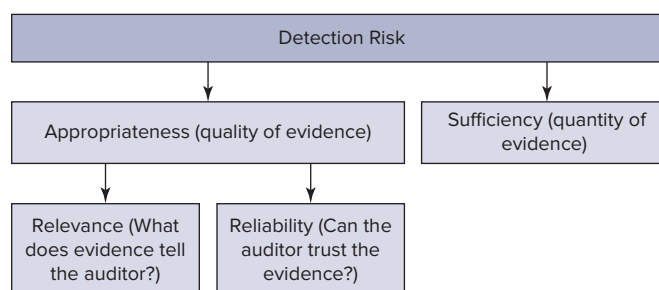 Detection Risk
Appropriateness (quality of evidence)
Sufficiency (quantity of
evidence)
Relevance (What
does evidence tell
the auditor?)
Reliability (Can the
auditor trust the
evidence?)